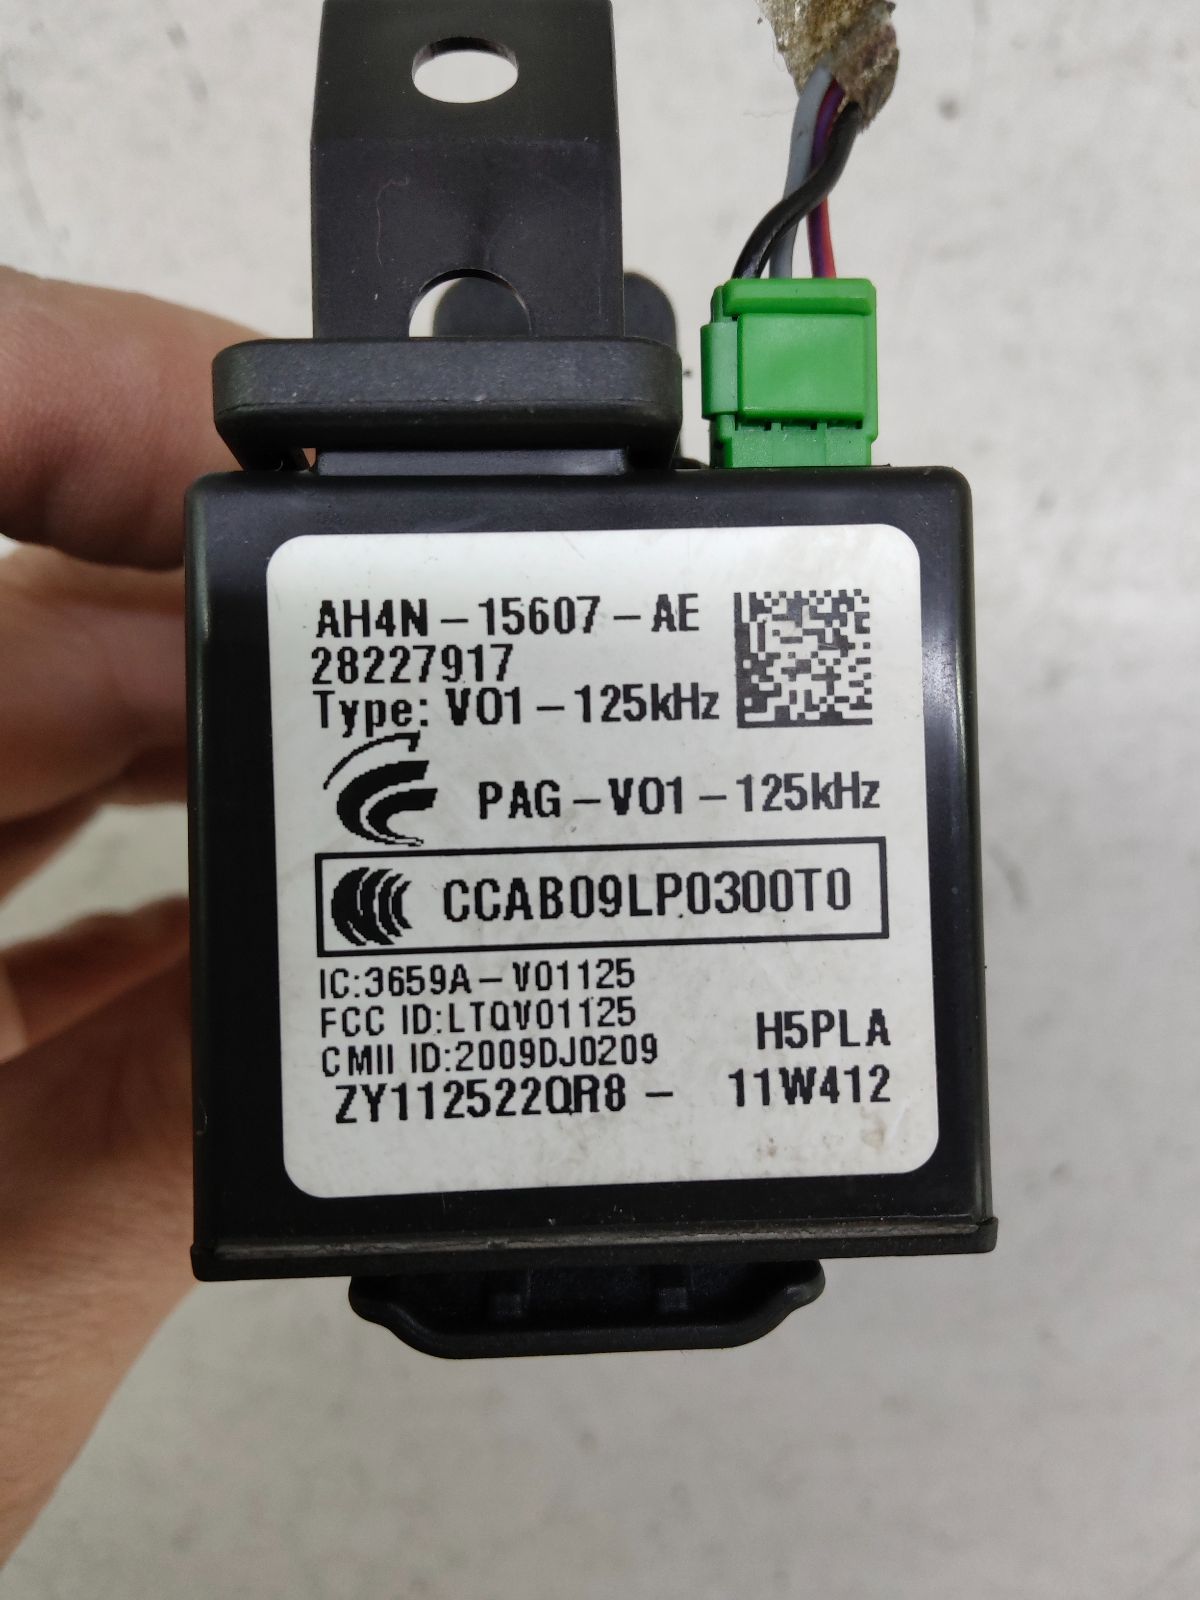 AH4N-15607-AE
28227917
Type: V01-125kHz
PAG-V01-125kHz
CCAB09LP0300T0
IC:3659A-V01125
FCC ID:LTQV01125
CMII ID:2009DJ0209
H5PLA
ZY112522QR8- 11W412